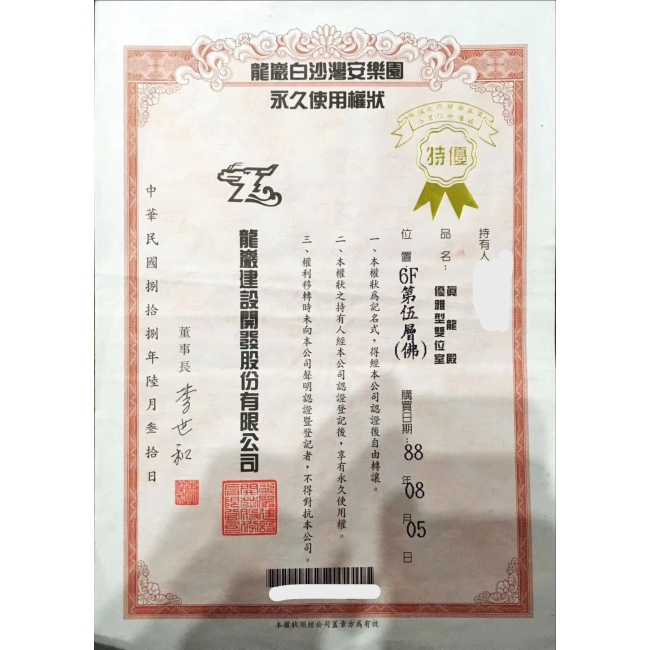 龍巖白沙灣安樂園
永久使用權狀
特優
持有人
品名：
真龍殿
優雅型雙位室
位置
6F第伍層(佛)
購買日期：88年08月05日
一、本權狀為記名式，得經本公司認證後自由轉讓。
二、本權狀之持有人經本公司認證登記後，享有永久使用權。
三、權利移轉時未向本公司聲明認證暨登記者，不得對抗本公司。
龍巖建設開發股份有限公司
董事長 李世和
中華民國捌拾捌年陸月叁拾日
本權狀須經公司蓋章方為有效